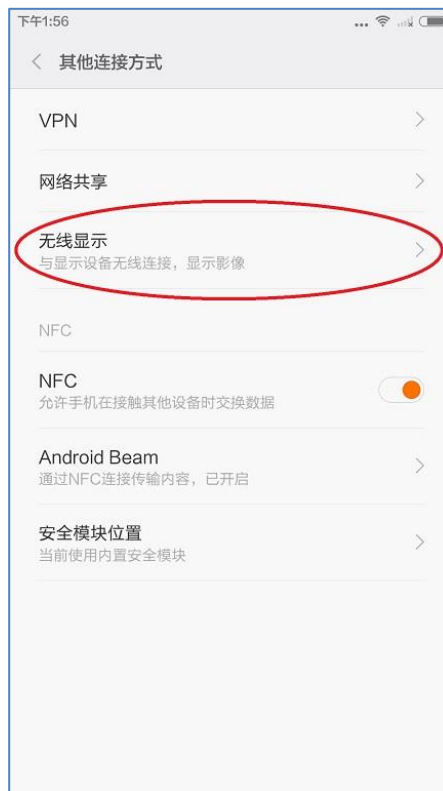 下午1:56
其他连接方式
VPN
网络共享
无线显示
与显示设备无线连接，显示影像
NFC
NFC
允许手机在接触其他设备时交换数据
Android Beam
通过NFC连接传输内容，已开启
安全模块位置
当前使用内置安全模块